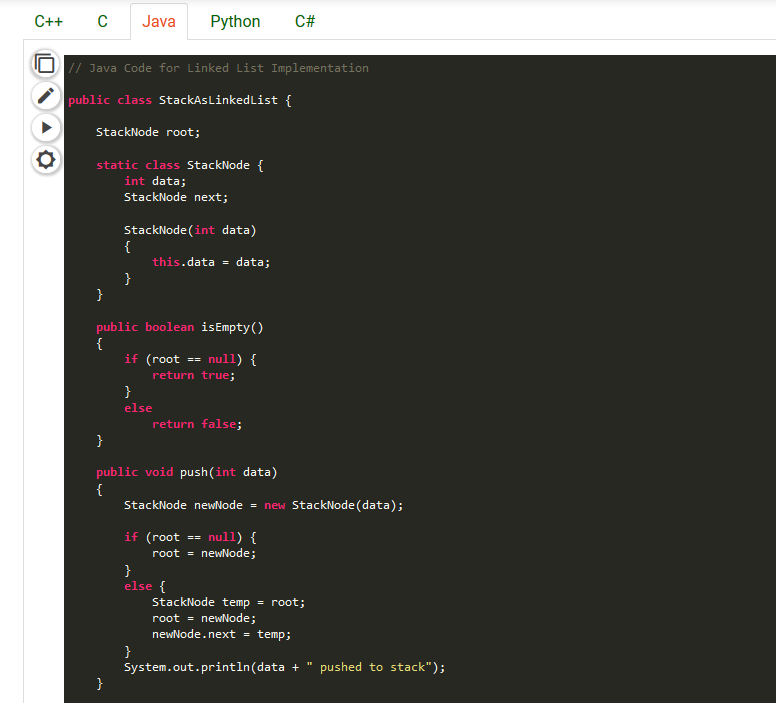 C++ C Java Python C#
// Java Code for Linked List Implementation
public class StackAsLinkedList {
StackNode root;
static class StackNode {
int data;
StackNode next;
StackNode(int data)
{
this.data = data;
}
}
public boolean isEmpty()
{
if (root == null) {
return true;
}
else
return false;
}
public void push(int data)
{
StackNode newNode = new StackNode(data);
if (root == null) {
root = newNode;
}
else {
StackNode temp = root;
root = newNode;
newNode.next = temp;
}
System.out.println(data + " pushed to stack");
}